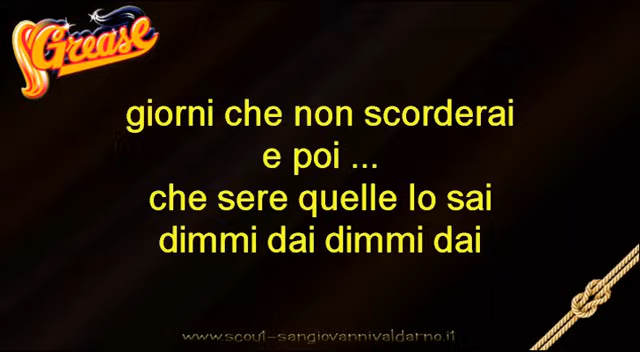 Grease
giorni che non scorderai
e poi ...
che sere quelle lo sai
dimmi dai dimmi dai
www.scout-sangiovannivaldarno.it